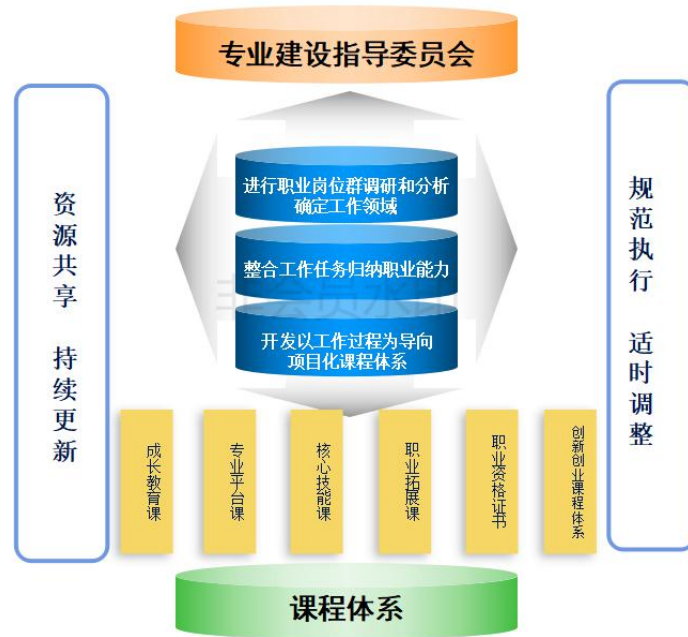 专业建设指导委员会
资源共享 持续更新
进行职业岗位群调研和分析
确定工作领域
整合工作任务归纳职业能力
开发以工作过程为导向
项目化课程体系
规范执行 适时调整
成长教育课
专业平台课
核心技能课
职业拓展课
职业资格证书
创新创业课程体系
课程体系
非会员水印